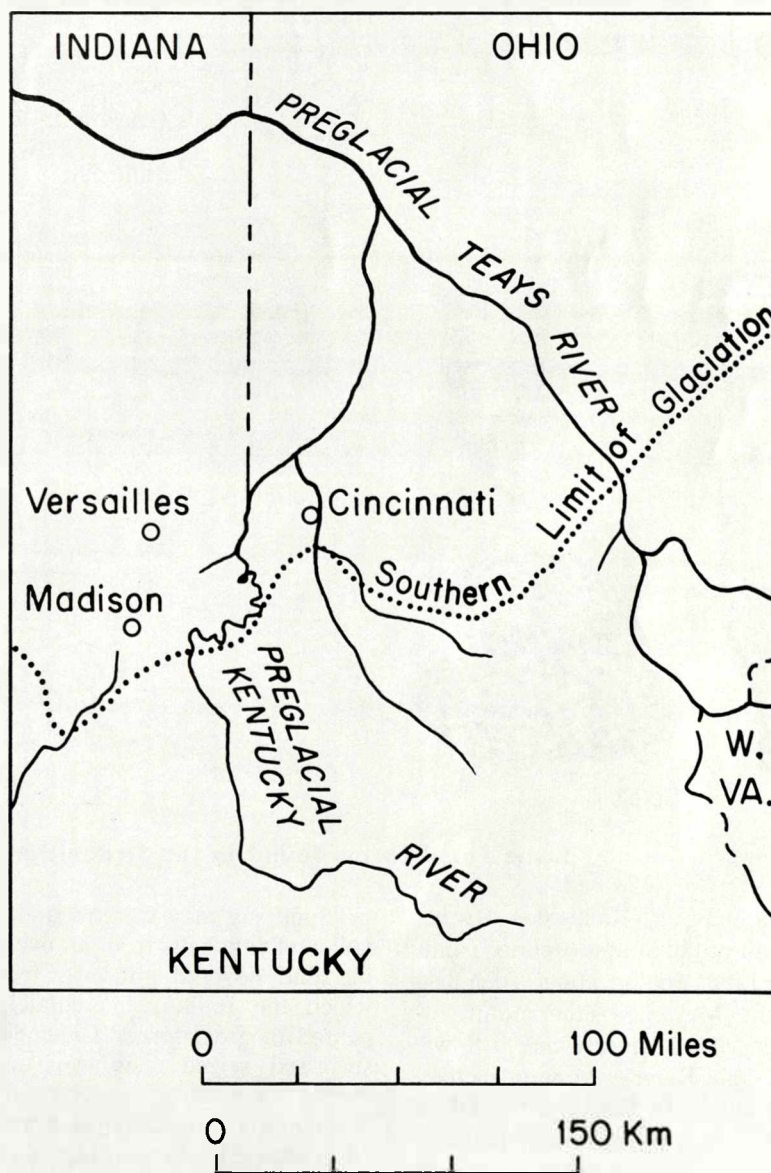 INDIANA
OHIO
PREGLACIAL TEAYS RIVER
Southern Limit of Glaciation
Versailles
Cincinnati
Madison
PREGLACIAL
KENTUCKY
RIVER
W.
VA.
KENTUCKY
0 100 Miles
0 150 Km